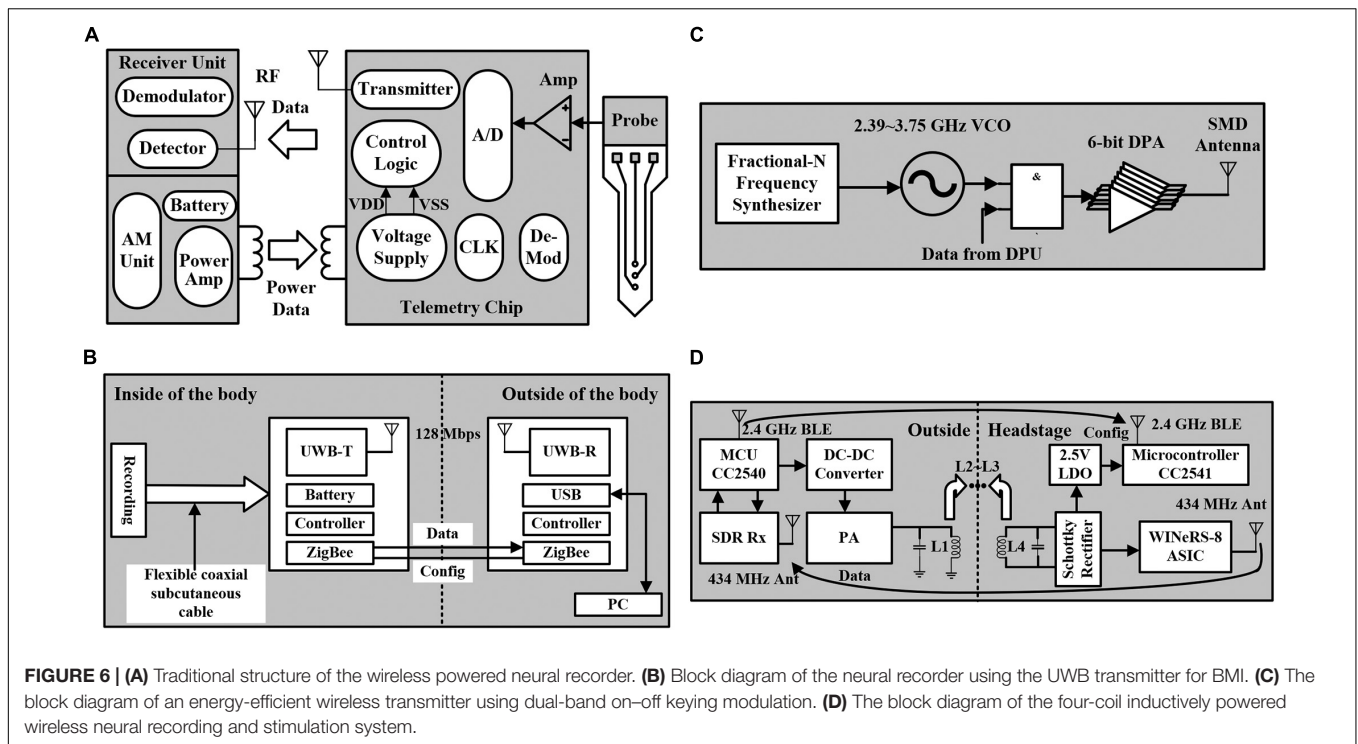 A
Receiver Unit
Demodulator
Detector
RF
Data
Battery
AM
Unit
Power
Amp
Power
Data
Transmitter
Control
Logic
VDD
VSS
Voltage
Supply
A/D
CLK
De-
Mod
Telemetry Chip
Amp
+
−
Probe
C
2.39~3.75 GHz VCO
Fractional-N
Frequency
Synthesizer
&
Data from DPU
6-bit DPA
SMD
Antenna
B
Inside of the body
Outside of the body
Recording
Flexible coaxial
subcutaneous
cable
UWB-T
Battery
Controller
ZigBee
128 Mbps
Data
Config
UWB-R
USB
Controller
ZigBee
PC
D
2.4 GHz BLE
Outside
Headstage
Config
2.4 GHz BLE
MCU
CC2540
DC-DC
Converter
L2~L3
2.5V
LDO
Microcontroller
CC2541
434 MHz Ant
SDR Rx
PA
L1
L4
Schottky
Rectifier
WINeRS-8
ASIC
434 MHz Ant
Data
FIGURE 6 | (A) Traditional structure of the wireless powered neural recorder. (B) Block diagram of the neural recorder using the UWB transmitter for BMI. (C) The
block diagram of an energy-efficient wireless transmitter using dual-band on–off keying modulation. (D) The block diagram of the four-coil inductively powered
wireless neural recording and stimulation system.